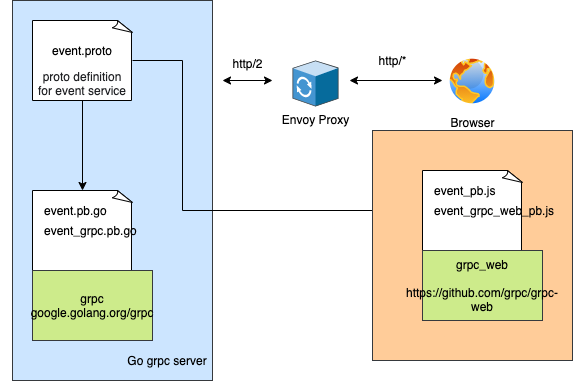 event.proto
proto definition
for event service
http/2
http/*
Envoy Proxy
Browser
event.pb.go
event_grpc.pb.go
grpc
google.golang.org/grpc
Go grpc server
event_pb.js
event_grpc_web_pb.js
grpc_web
https://github.com/grpc/grpc-
web